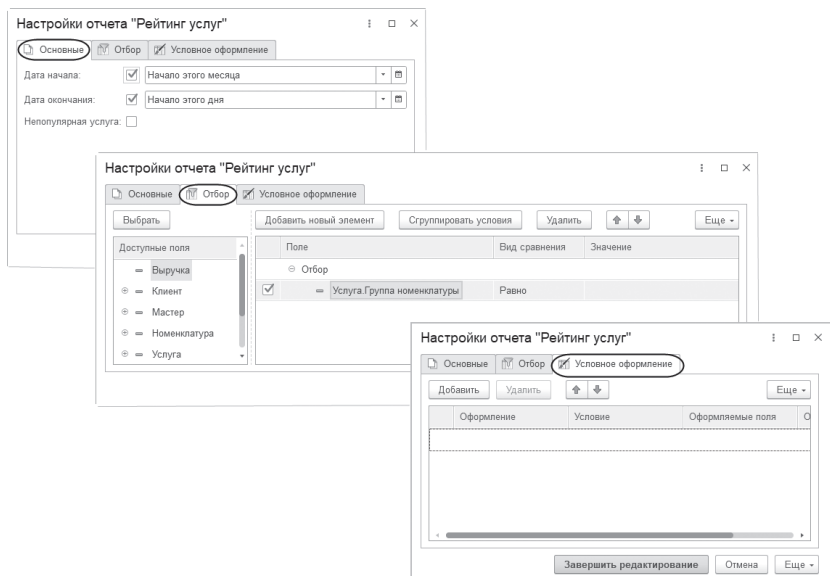 Настройки отчета "Рейтинг услуг"
Основные Отбор Условное оформление
Дата начала: Начало этого месяца
Дата окончания: Начало этого дня
Непопулярная услуга:
Настройки отчета "Рейтинг услуг"
Основные Отбор Условное оформление
Выбрать Добавить новый элемент Сгруппировать условия Удалить Еще
Доступные поля Поле Вид сравнения Значение
Выручка Отбор
Клиент Услуга.Группа номенклатуры Равно
Мастер
Номенклатура
Услуга
Настройки отчета "Рейтинг услуг"
Основные Отбор Условное оформление
Добавить Удалить Еще
Оформление Условие Оформляемые поля О
Завершить редактирование Отмена Еще